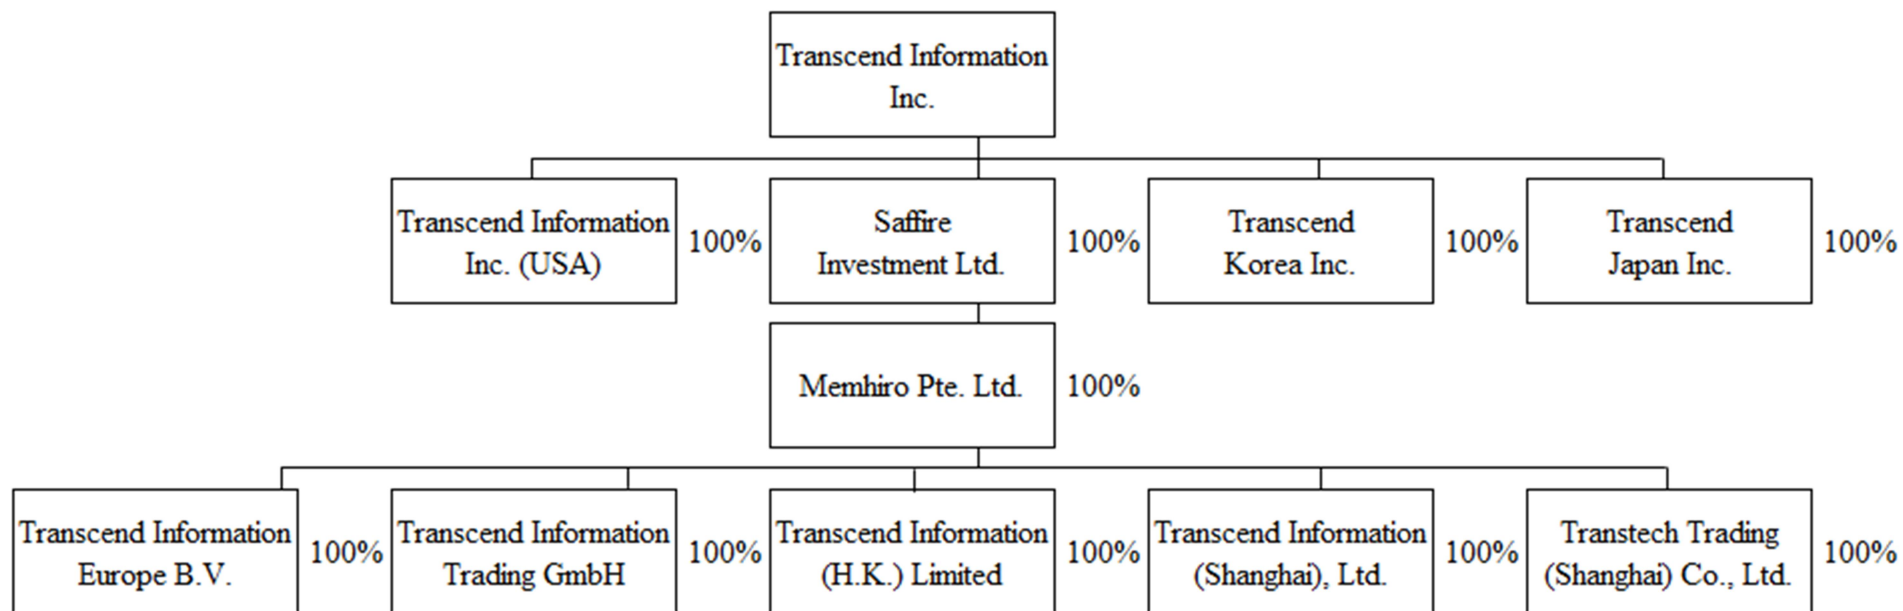 Transcend Information
Inc.
Transcend Information
Inc. (USA)
100%
Saffire
Investment Ltd.
100%
Transcend
Korea Inc.
100%
Transcend
Japan Inc.
100%
Memhiro Pte. Ltd.
100%
Transcend Information
Europe B.V.
100%
Transcend Information
Trading GmbH
100%
Transcend Information
(H.K.) Limited
100%
Transcend Information
(Shanghai), Ltd.
100%
Transtech Trading
(Shanghai) Co., Ltd.
100%